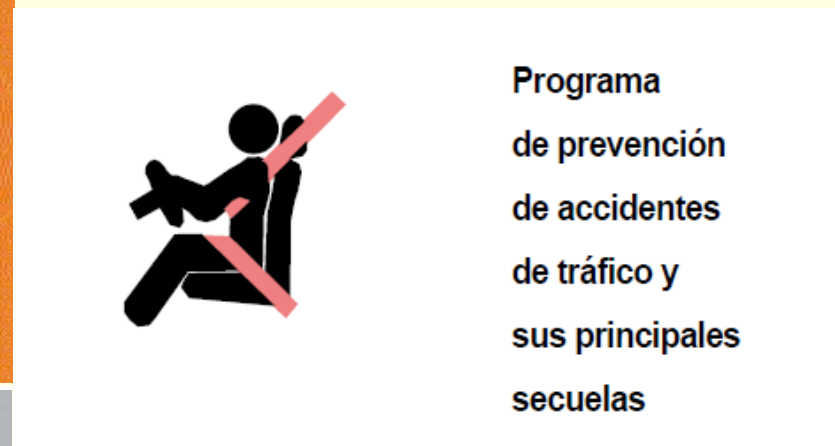 Programa
de prevención
de accidentes
de tráfico y
sus principales
secuelas